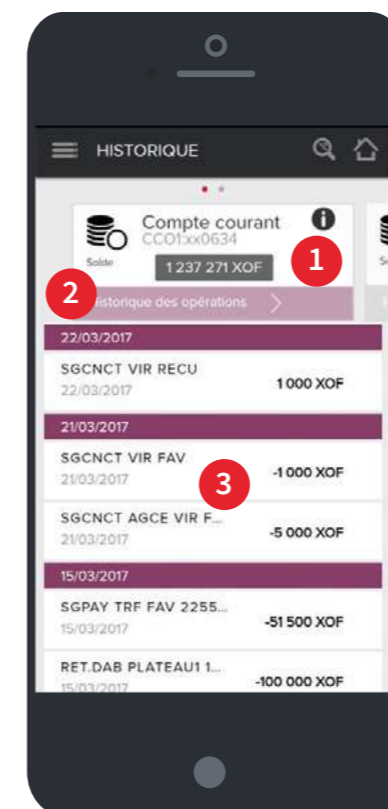 HISTORIQUE
Compte courant
CCO1:xx0634
Solde
1 237 271 XOF
1
2
historique des opérations
22/03/2017
SGCNCT VIR RECU
22/03/2017
1 000 XOF
21/03/2017
SGCNCT VIR FAV
21/03/2017
-1 000 XOF
3
SGCNCT AGCE VIR F...
21/03/2017
-5 000 XOF
15/03/2017
SGPAY TRF FAV 2255...
15/03/2017
-51 500 XOF
RET.DAB PLATEAU1 1...
15/03/2017
-100 000 XOF